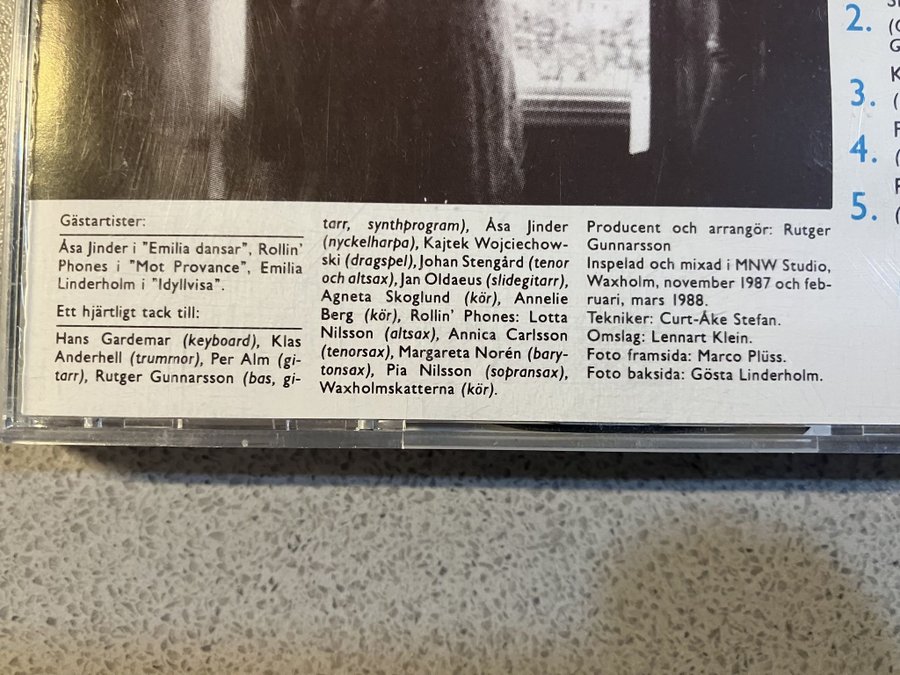 Gästartister:
Åsa Jinder i "Emilia dansar", Rollin'
Phones i "Mot Provance", Emilia
Linderholm i "Idyllvisa".
Ett hjärtligt tack till:
Hans Gardemar (keyboard), Klas
Anderhell (trummor), Per Alm (gi-
tarr), Rutger Gunnarsson (bas, gi-
tarr, synthprogram), Åsa Jinder
(nyckelharpa), Kajtek Wojciechow-
ski (dragspel), Johan Stengård (tenor
och altsax), Jan Oldaeus (slidegitarr),
Agneta Skoglund (kör), Annelie
Berg (kör), Rollin' Phones: Lotta
Nilsson (altsax), Annica Carlsson
(tenorsax), Margareta Norén (bary-
tonsax), Pia Nilsson (sopransax),
Waxholmskatterna (kör).
Producent och arrangör: Rutger
Gunnarsson
Inspelad och mixad i MNW Studio,
Waxholm, november 1987 och feb-
ruari, mars 1988.
Tekniker: Curt-Åke Stefan.
Omslag: Lennart Klein.
Foto framsida: Marco Plüss.
Foto baksida: Gösta Linderholm.
2.
3.
4.
5.